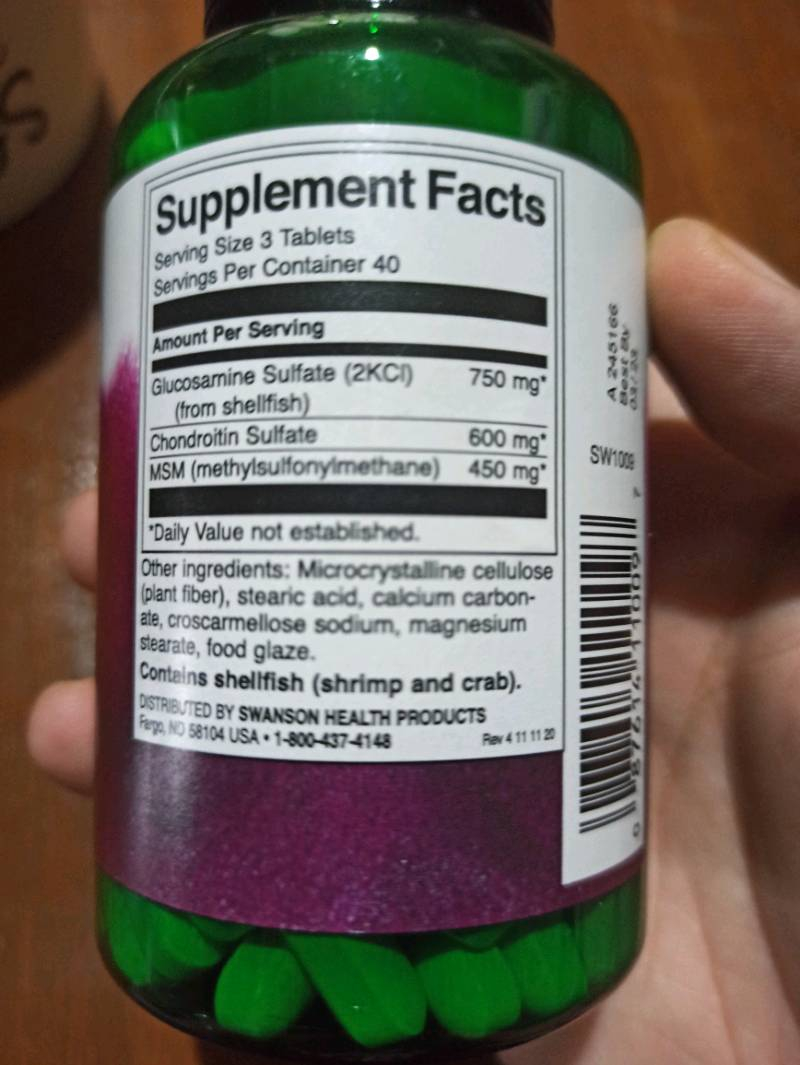 Supplement Facts
Serving Size 3 Tablets
Servings Per Container 40
Amount Per Serving
Glucosamine Sulfate (2KCl) 750 mg*
(from shellfish)
Chondroitin Sulfate 600 mg*
MSM (methylsulfonylmethane) 450 mg*
*Daily Value not established.
Other ingredients: Microcrystalline cellulose
(plant fiber), stearic acid, calcium carbon-
ate, croscarmellose sodium, magnesium
stearate, food glaze.
Contains shellfish (shrimp and crab).
DISTRIBUTED BY SWANSON HEALTH PRODUCTS
Fargo, ND 58104 USA • 1-800-437-4148
Rev 4 11 11 20
A 245166
Best By
SW1009